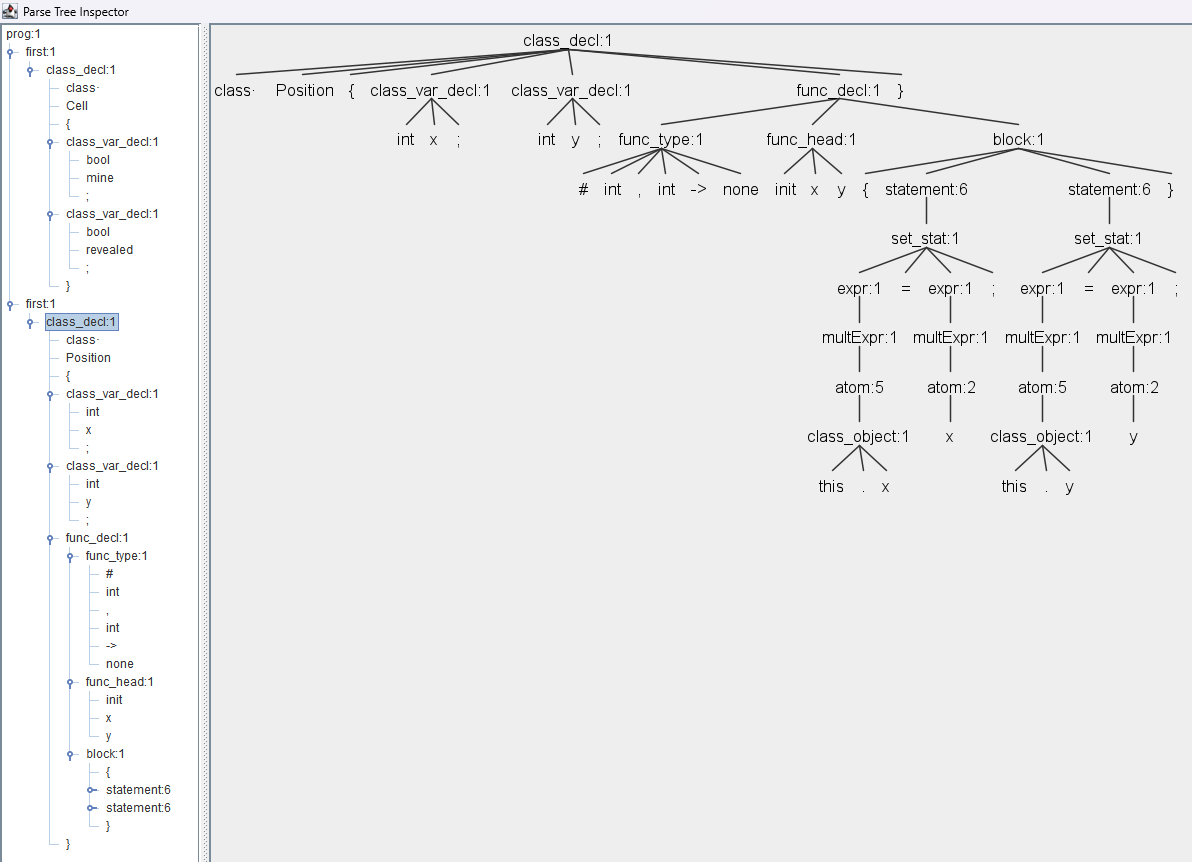 Parse Tree Inspector
prog:1
first:1
class_decl:1
class·
Cell
{
class_var_decl:1
bool
mine
;
class_var_decl:1
bool
revealed
;
}
first:1
class_decl:1
class·
Position
{
class_var_decl:1
int
x
;
class_var_decl:1
int
y
;
func_decl:1
func_type:1
#
int
,
int
->
none
func_head:1
init
x
y
block:1
{
statement:6
statement:6
}
}
class_decl:1
class· Position { class_var_decl:1 class_var_decl:1 func_decl:1 }
int x ; int y ; func_type:1 func_head:1 block:1
# int , int -> none init x y { statement:6 statement:6 }
set_stat:1 set_stat:1
expr:1 = expr:1 ; expr:1 = expr:1 ;
multExpr:1 multExpr:1 multExpr:1 multExpr:1
atom:5 atom:2 atom:5 atom:2
class_object:1 x class_object:1 y
this . x this . y